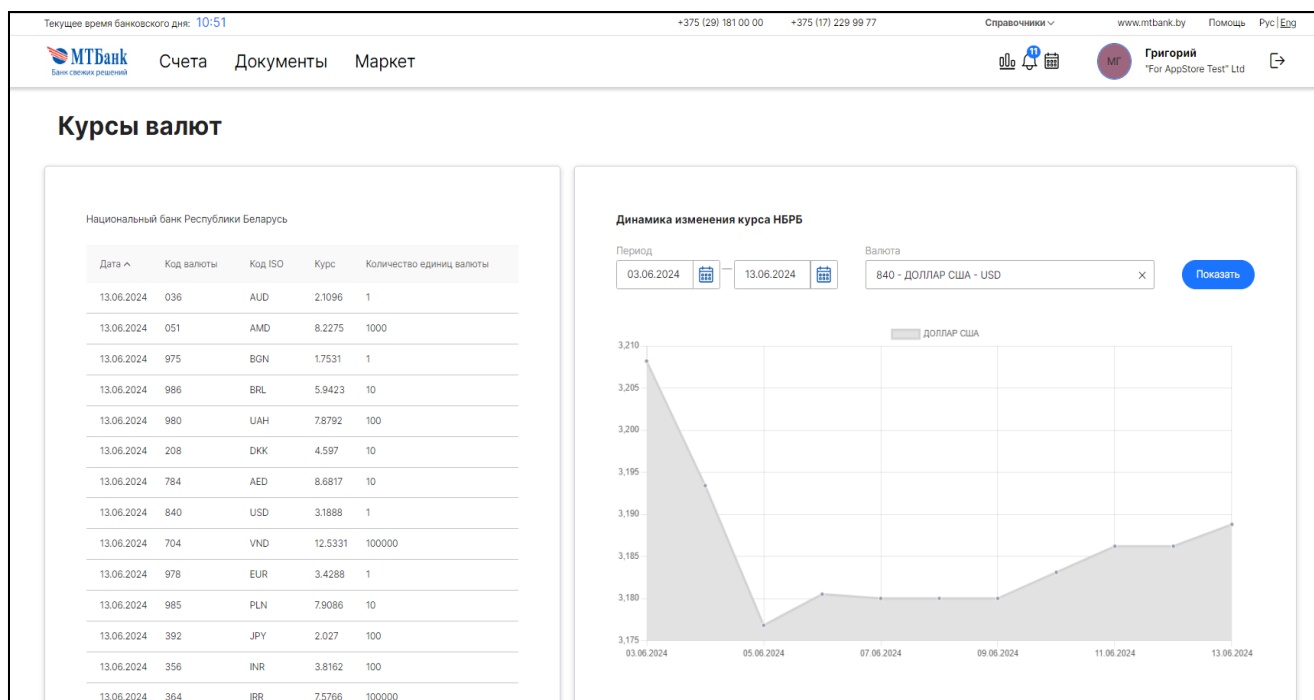 Текущее время банковского дня: 10:51 +375 (29) 181 00 00 +375 (17) 229 99 77 Справочники www.mtbank.by Помощь Рус | Eng
МТБанк
Банк свежих решений
Счета Документы Маркет
11
МГ
Григорий
"For AppStore Test" Ltd
Курсы валют
Национальный банк Республики Беларусь
Дата Код валюты Код ISO Курс Количество единиц валюты
13.06.2024 036 AUD 2.1096 1
13.06.2024 051 AMD 8.2275 1000
13.06.2024 975 BGN 1.7531 1
13.06.2024 986 BRL 5.9423 10
13.06.2024 980 UAH 7.8792 100
13.06.2024 208 DKK 4.597 10
13.06.2024 784 AED 8.6817 10
13.06.2024 840 USD 3.1888 1
13.06.2024 704 VND 12.5331 100000
13.06.2024 978 EUR 3.4288 1
13.06.2024 985 PLN 7.9086 10
13.06.2024 392 JPY 2.027 100
13.06.2024 356 INR 3.8162 100
13.06.2024 364 IRR 7.5766 100000
Динамика изменения курса НБРБ
Период Валюта
03.06.2024 — 13.06.2024 840 - ДОЛЛАР США - USD Показать
ДОЛЛАР США
3,210
3,205
3,200
3,195
3,190
3,185
3,180
3,175
03.06.2024 05.06.2024 07.06.2024 09.06.2024 11.06.2024 13.06.2024